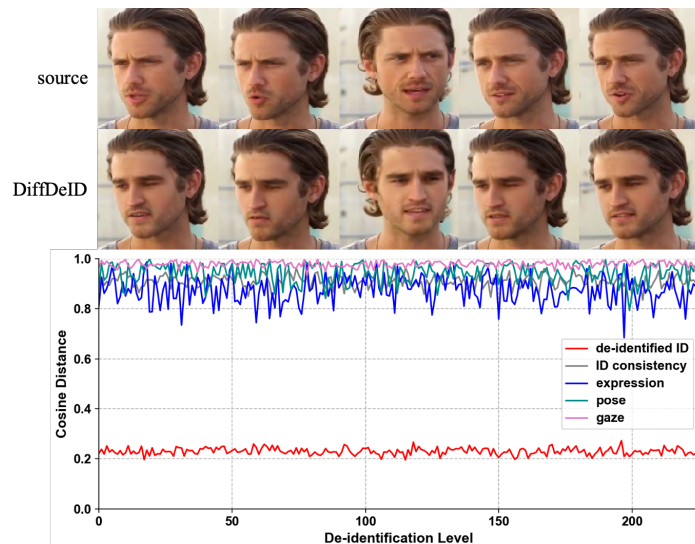 source
DiffDeID
1.0
0.8
0.6
0.4
0.2
0.0
Cosine Distance
de-identified ID
ID consistency
expression
pose
gaze
0
50
100
150
200
De-identification Level